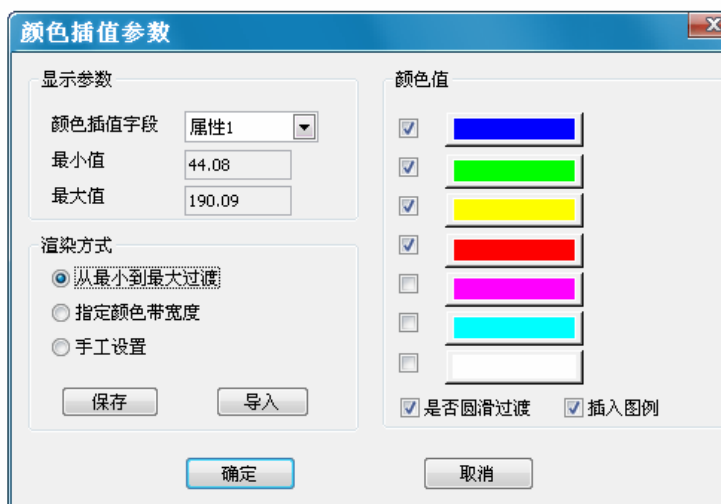 颜色插值参数
显示参数
颜色插值字段 属性1
最小值 44.08
最大值 190.09
渲染方式
从最小到最大过渡
指定颜色带宽度
手工设置
保存 导入
颜色值
是否圆滑过渡 插入图例
确定 取消